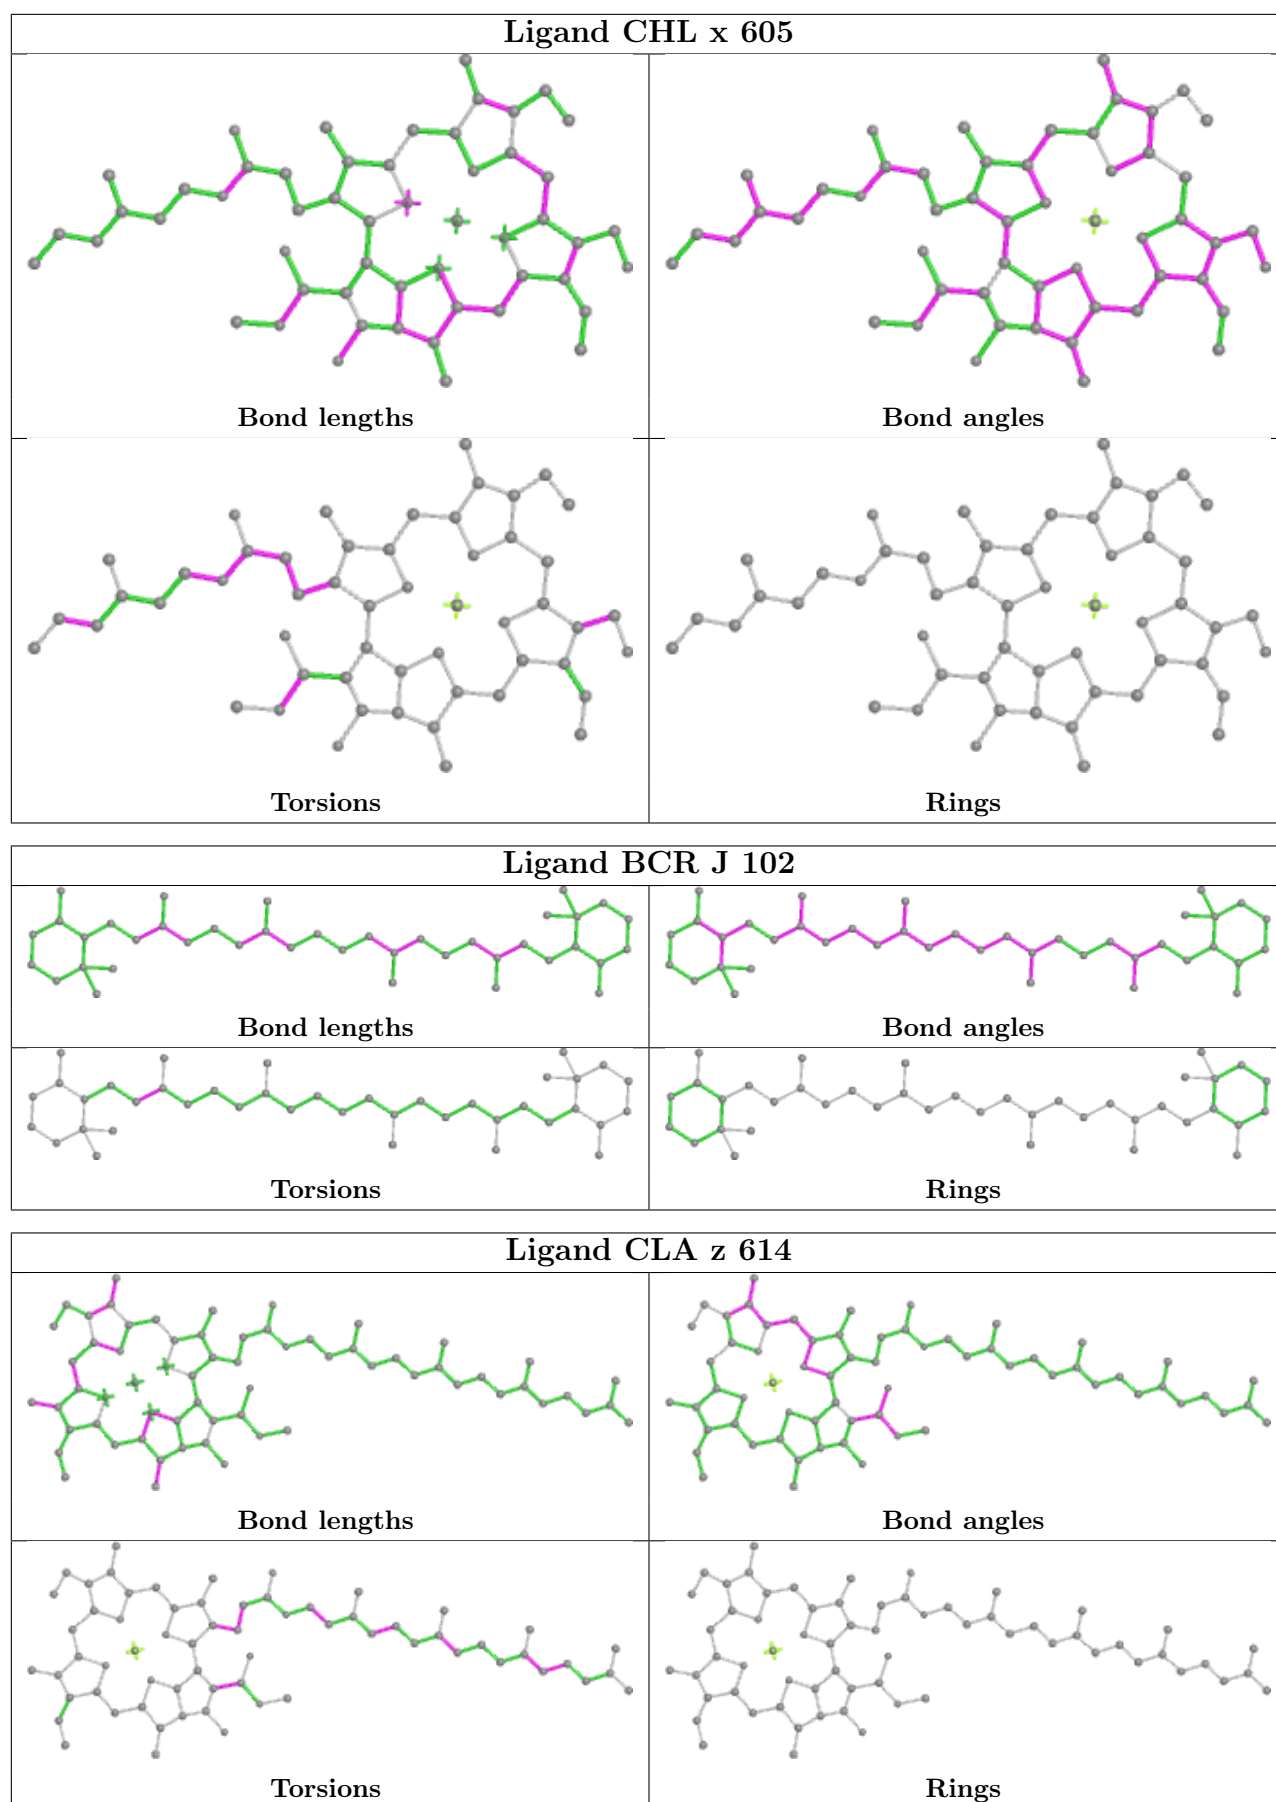 Ligand CHL x 605
Bond lengths
Bond angles
Torsions
Rings
Ligand BCR J 102
Bond lengths
Bond angles
Torsions
Rings
Ligand CLA z 614
Bond lengths
Bond angles
Torsions
Rings